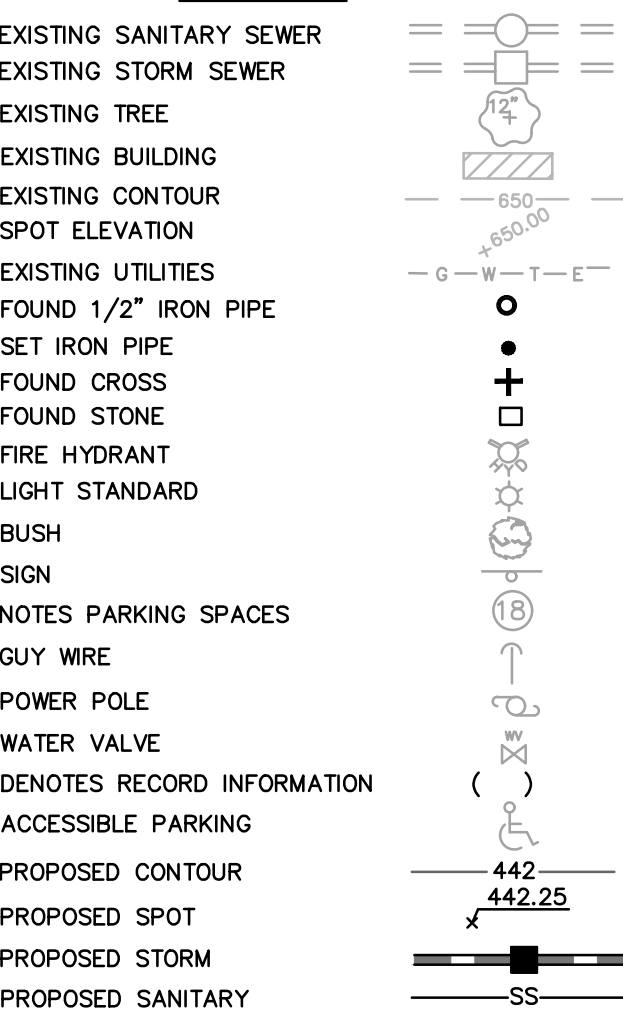 EXISTING SANITARY SEWER
EXISTING STORM SEWER
EXISTING TREE 12"
EXISTING BUILDING
EXISTING CONTOUR 650
SPOT ELEVATION +650.00
EXISTING UTILITIES G W T E
FOUND 1/2" IRON PIPE
SET IRON PIPE
FOUND CROSS
FOUND STONE
FIRE HYDRANT
LIGHT STANDARD
BUSH
SIGN
NOTES PARKING SPACES 18
GUY WIRE
POWER POLE
WATER VALVE WV
DENOTES RECORD INFORMATION ( )
ACCESSIBLE PARKING
PROPOSED CONTOUR 442
PROPOSED SPOT 442.25
PROPOSED STORM
PROPOSED SANITARY SS